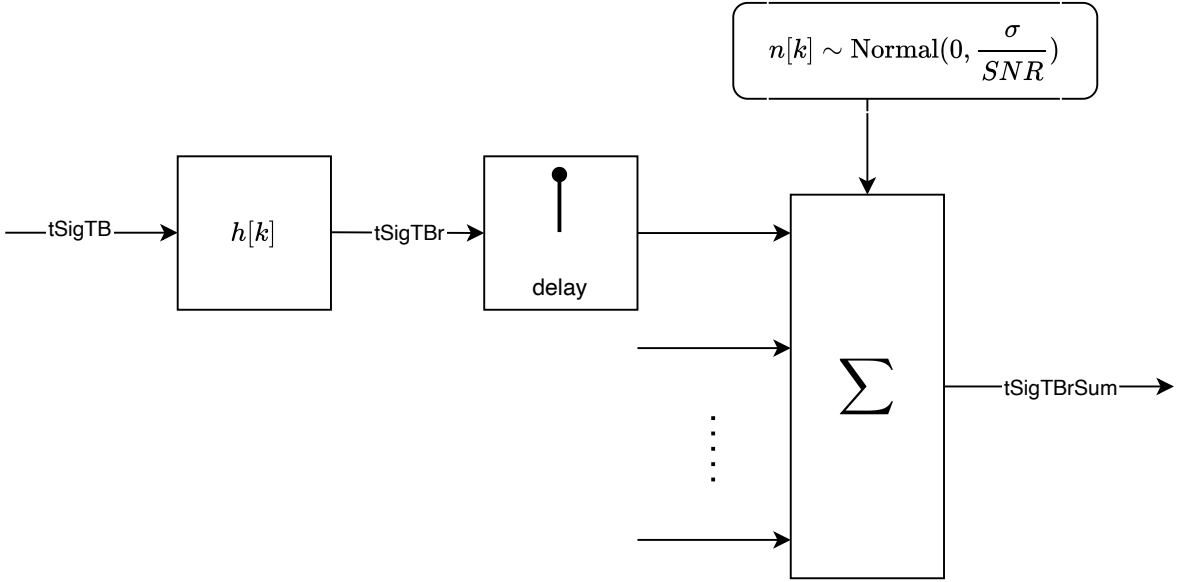 n[k] ∼ Normal(0, σ/SNR)
tSigTB
h[k]
tSigTBr
delay
∑
tSigTBrSum